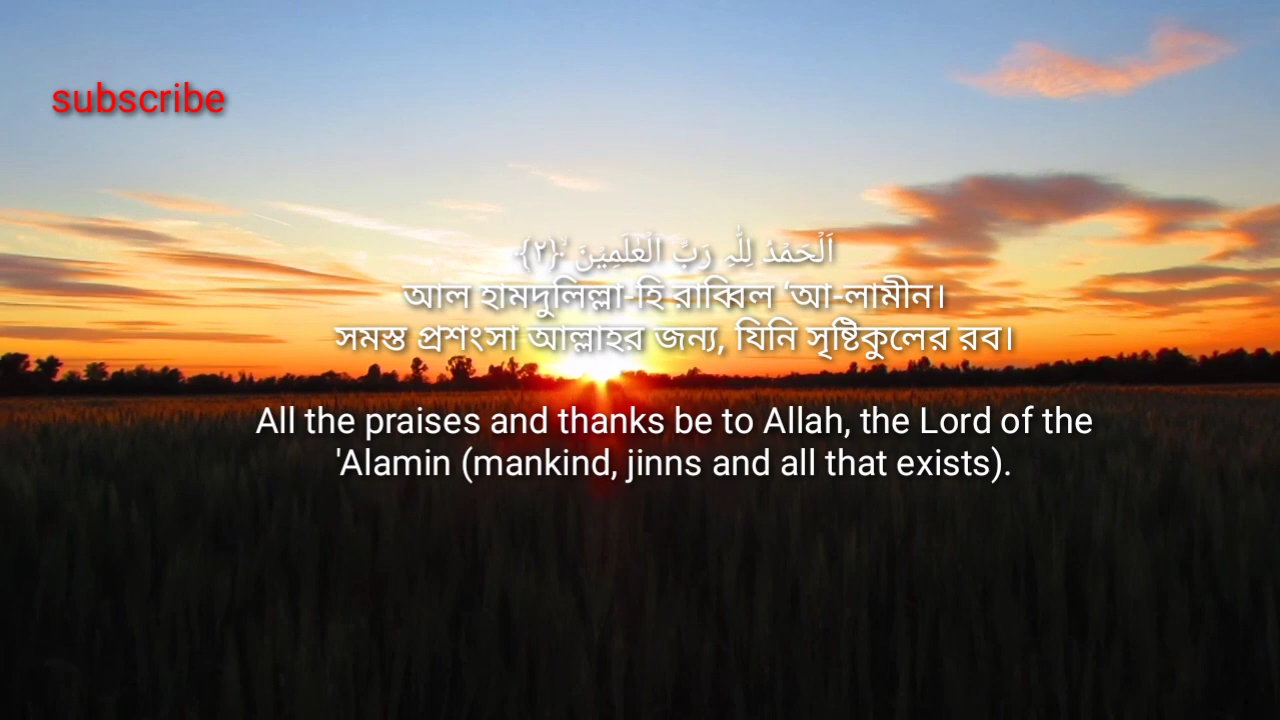 subscribe
اَلۡحَمۡدُ لِلّٰہِ رَبِّ الۡعٰلَمِیۡنَ ۙ﴿۲﴾
আল হামদুলিল্লা-হি রাব্বিল ‘আ-লামীন।
সমস্ত প্রশংসা আল্লাহর জন্য, যিনি সৃষ্টিকুলের রব।
All the praises and thanks be to Allah, the Lord of the
'Alamin (mankind, jinns and all that exists).